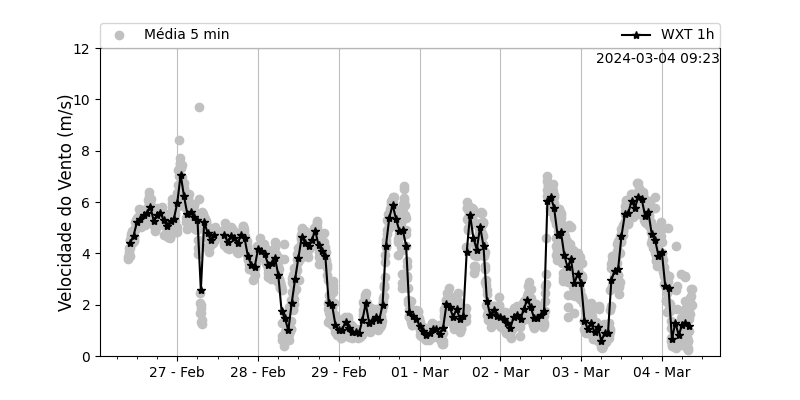 Média 5 min
WXT 1h
2024-03-04 09:23
Velocidade do Vento (m/s)
12
10
8
6
4
2
0
27 - Feb
28 - Feb
29 - Feb
01 - Mar
02 - Mar
03 - Mar
04 - Mar